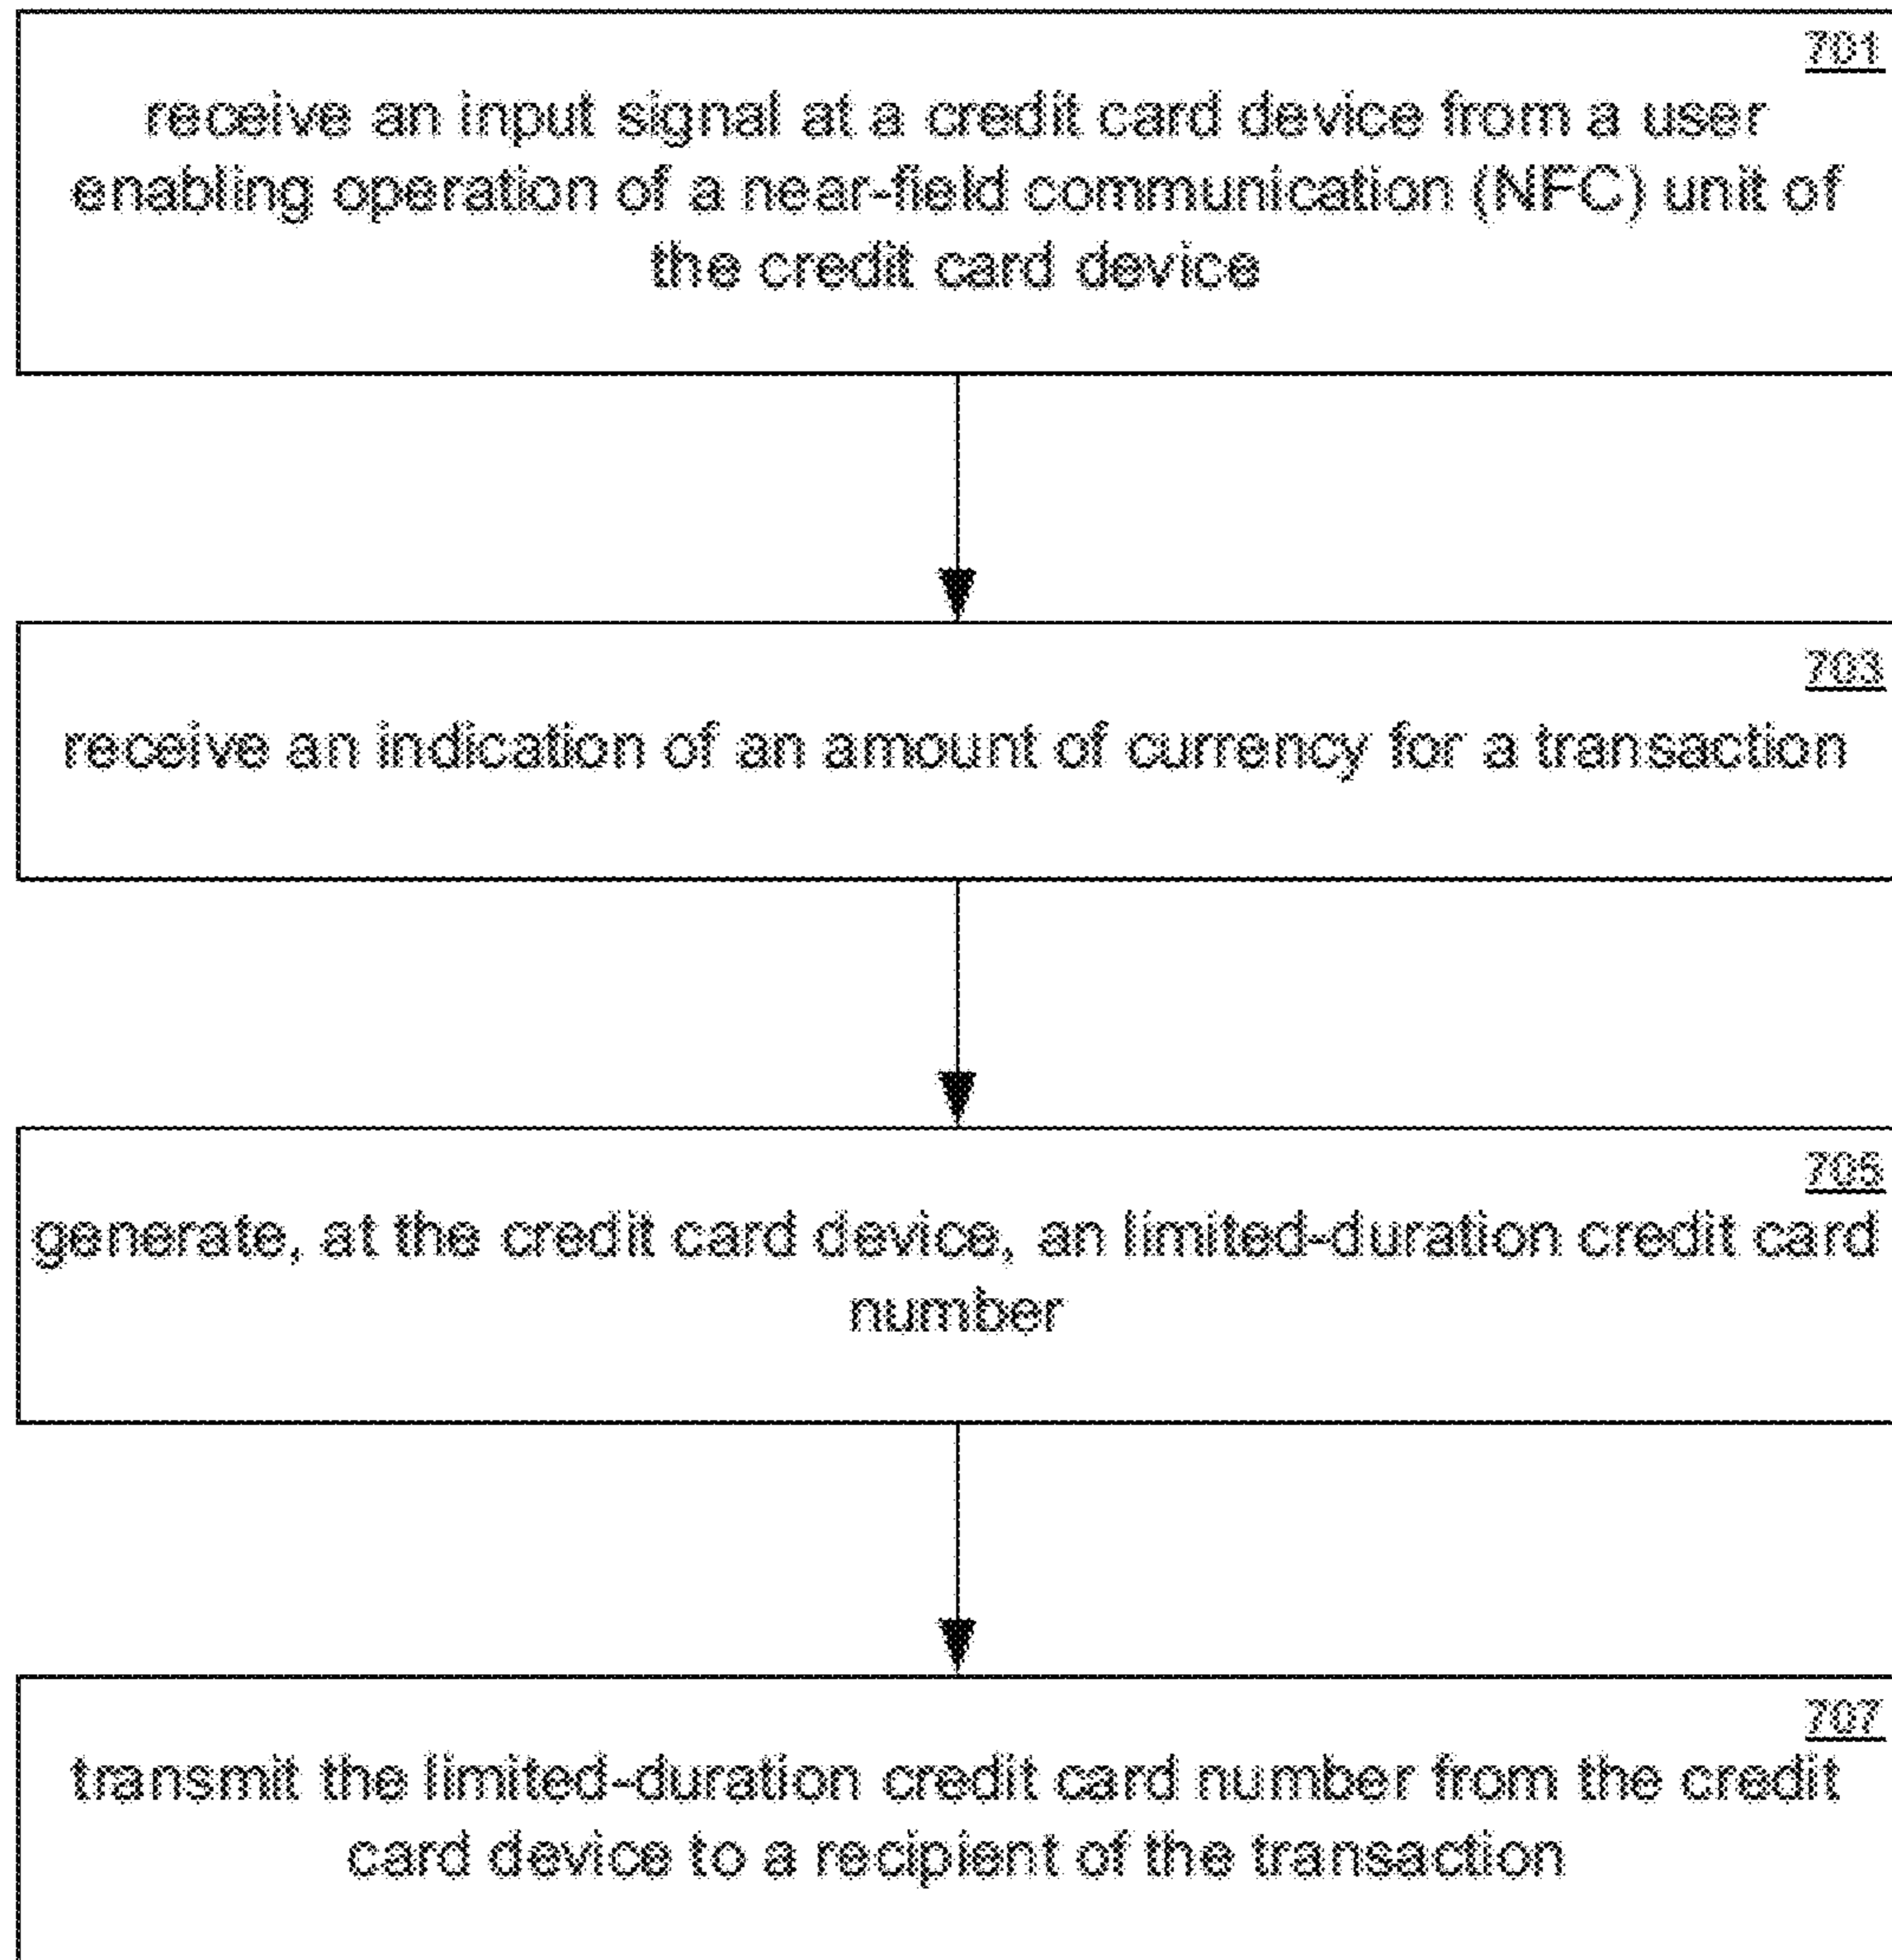 701
receive an input signal at a credit card device from a user
enabling operation of a near-field communication (NFC) unit of
the credit card device
703
receive an indication of an amount of currency for a transaction
705
generate, at the credit card device, an limited-duration credit card
number
707
transmit the limited-duration credit card number from the credit
card device to a recipient of the transaction